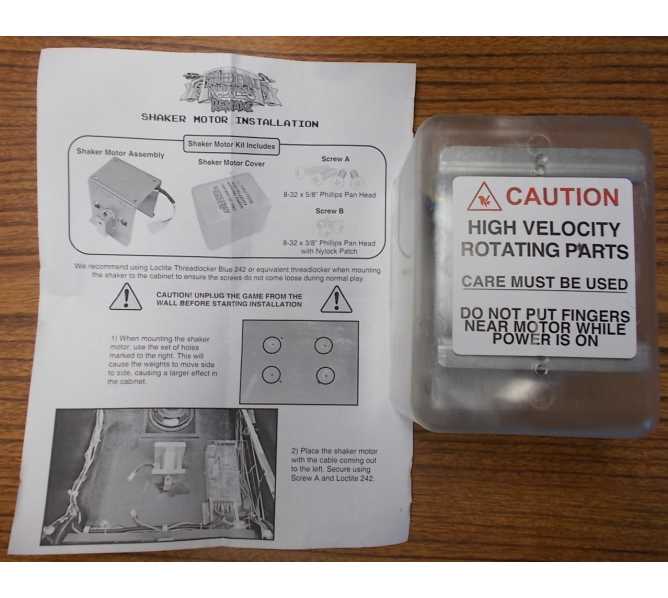 REMAKE
SHAKER MOTOR INSTALLATION
Shaker Motor Kit Includes
Shaker Motor Assembly
Shaker Motor Cover
Screw A
8-32 x 5/8" Phillips Pan Head
Screw B
8-32 x 3/8" Phillips Pan Head
with Nylock Patch
We recommend using Loctite Threadlocker Blue 242 or equivalent threadlocker when mounting
the shaker to the cabinet to ensure the screws do not come loose during normal play
CAUTION! UNPLUG THE GAME FROM THE
WALL BEFORE STARTING INSTALLATION
1) When mounting the shaker
motor, use the set of holes
marked to the right. This will
cause the weights to move side
to side, causing a larger effect in
the cabinet.
2) Place the shaker motor
with the cable coming out
to the left. Secure using
Screw A and Loctite 242.
CAUTION
HIGH VELOCITY
ROTATING PARTS
CARE MUST BE USED
DO NOT PUT FINGERS
NEAR MOTOR WHILE
POWER IS ON